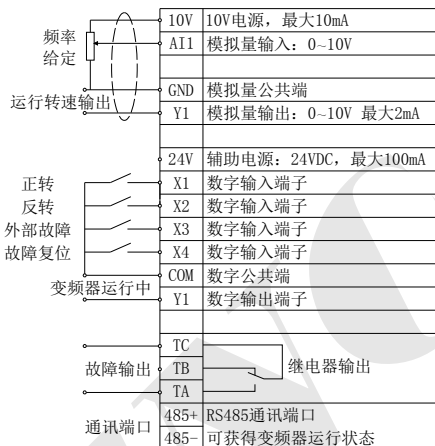 10V 10V电源，最大10mA
频率给定
AI1 模拟量输入：0~10V
GND 模拟量公共端
运行转速输出
Y1 模拟量输出：0~10V 最大2mA
24V 辅助电源：24VDC，最大100mA
正转 X1 数字输入端子
反转 X2 数字输入端子
外部故障 X3 数字输入端子
故障复位 X4 数字输入端子
COM 数字公共端
变频器运行中
Y1 数字输出端子
TC
故障输出 TB 继电器输出
TA
通讯端口
485+ RS485通讯端口
485- 可获得变频器运行状态